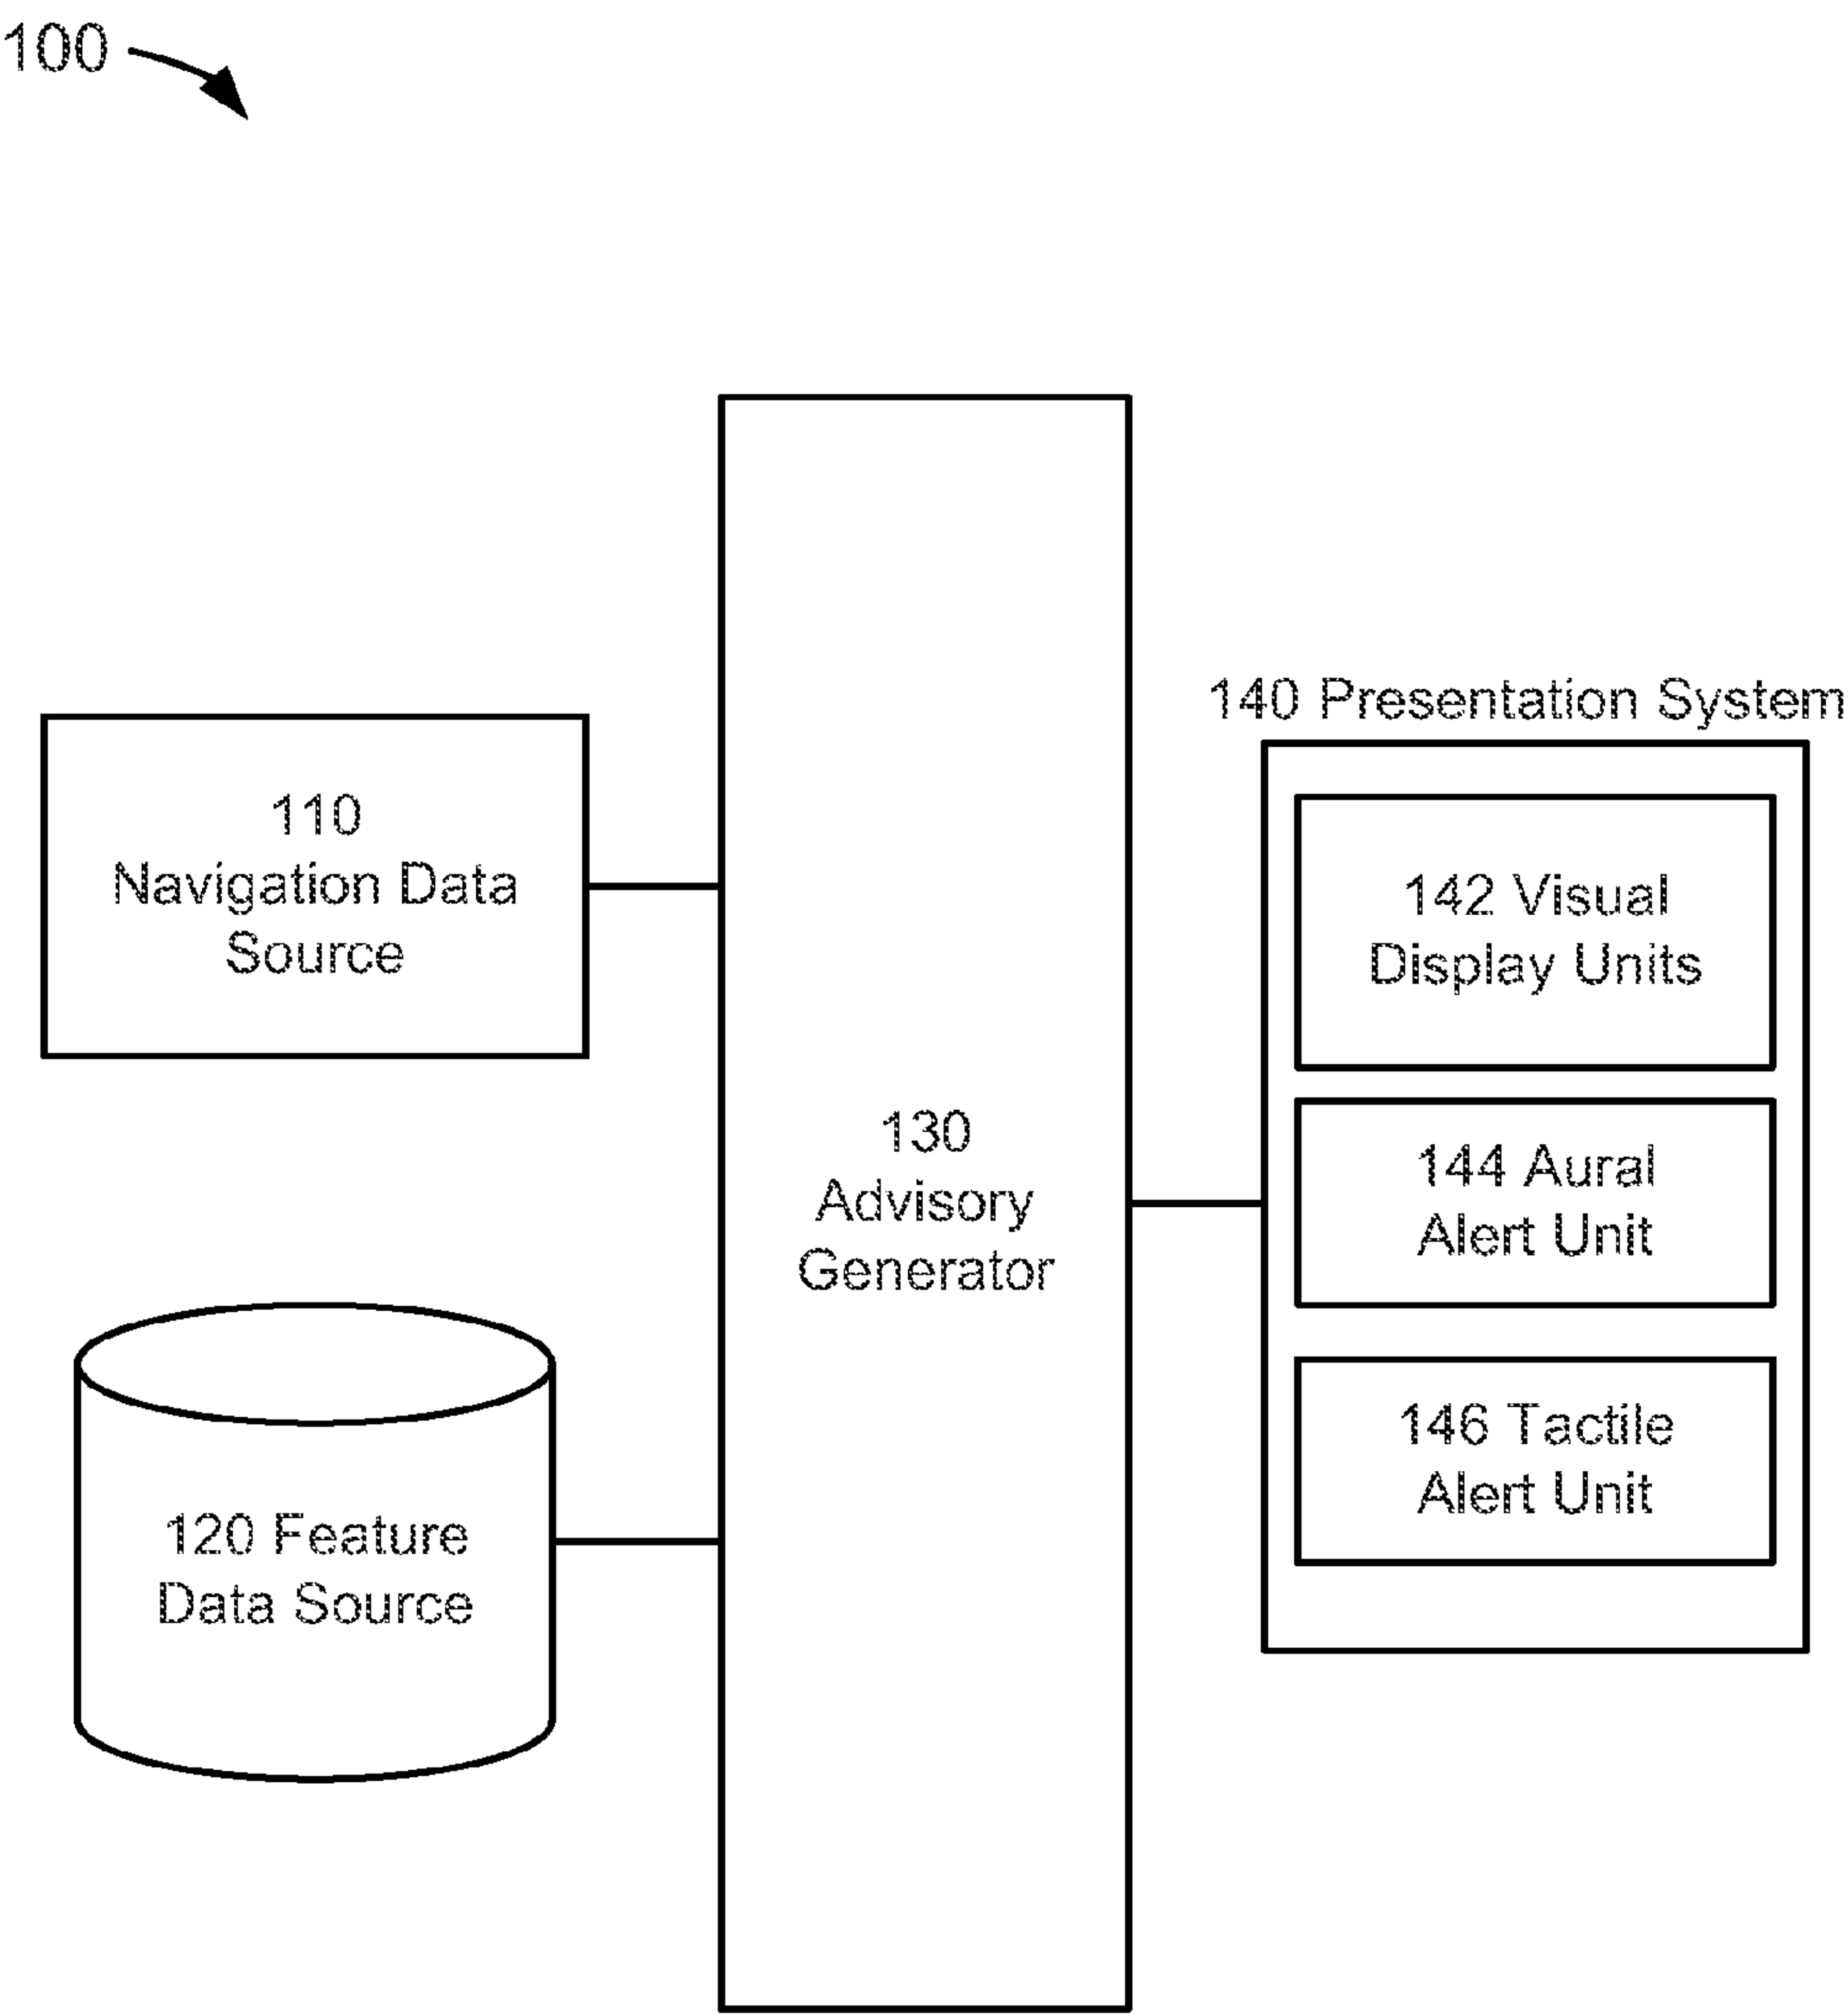 100
110
Navigation Data
Source
120 Feature
Data Source
130
Advisory
Generator
140 Presentation System
142 Visual
Display Units
144 Aural
Alert Unit
146 Tactile
Alert Unit